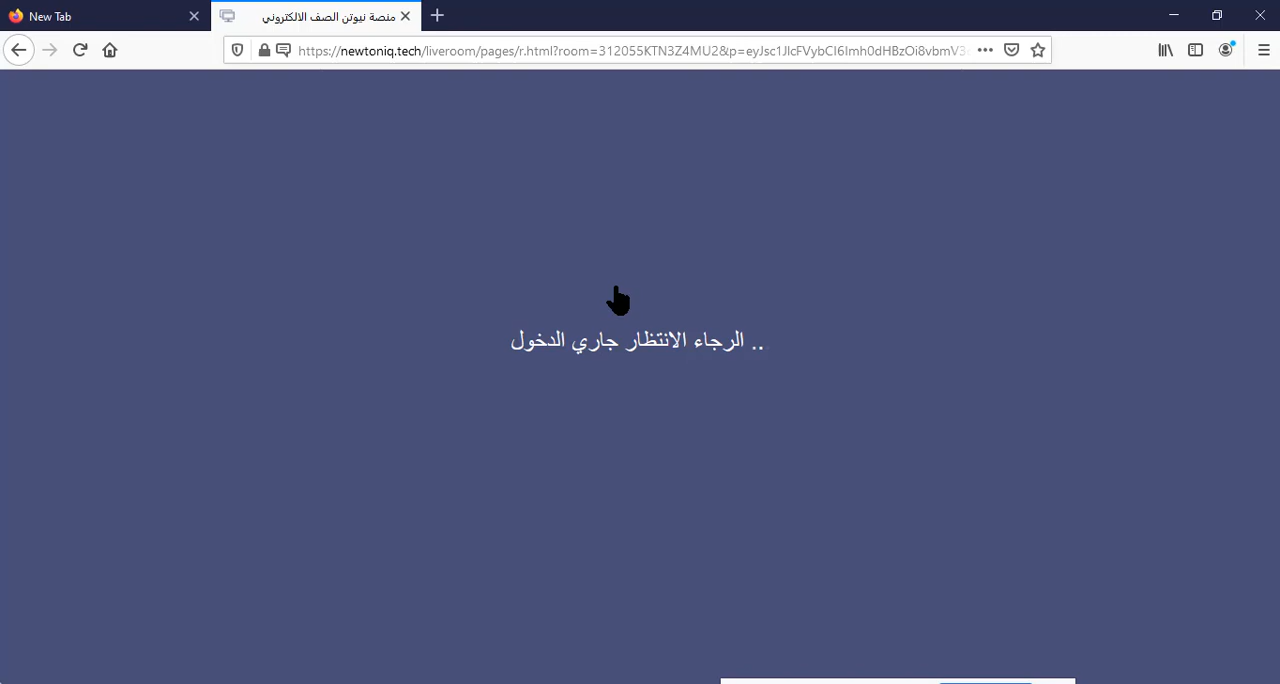 New Tab
منصة نيوتن الصف الالكتروني
https://newtoniq.tech/liveroom/pages/r.html?room=312055KTN3Z4MU2&p=eyJsc1JlcFVybCI6Imh0dHBzOi8vbmV3
.. الرجاء الانتظار جاري الدخول